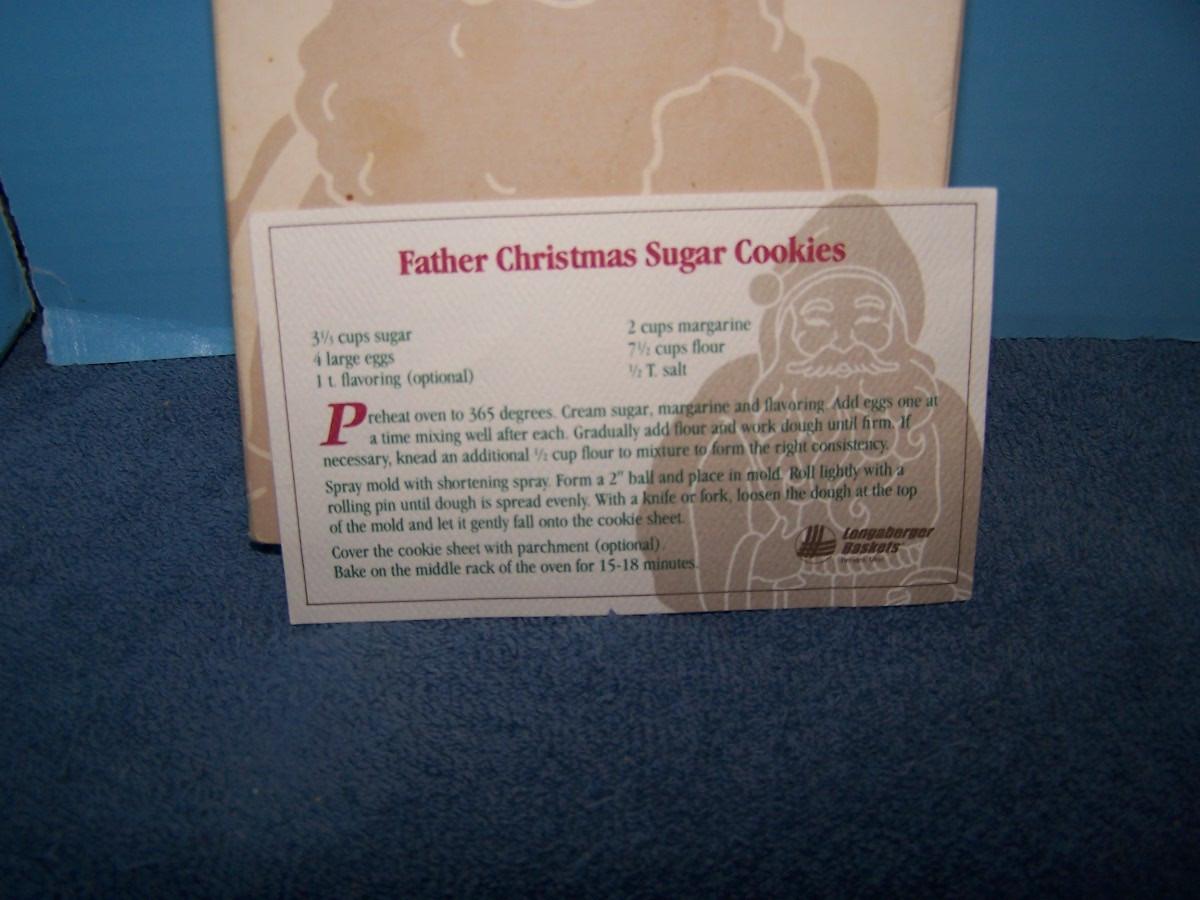 Father Christmas Sugar Cookies
3⅓ cups sugar
4 large eggs
1 t. flavoring (optional)
2 cups margarine
7½ cups flour
½ T. salt
Preheat oven to 365 degrees. Cream sugar, margarine and flavoring. Add eggs one at
a time mixing well after each. Gradually add flour and work dough until firm. If
necessary, knead an additional ½ cup flour to mixture to form the right consistency.
Spray mold with shortening spray. Form a 2" ball and place in mold. Roll lightly with a
rolling pin until dough is spread evenly. With a knife or fork, loosen the dough at the top
of the mold and let it gently fall onto the cookie sheet.
Cover the cookie sheet with parchment (optional).
Bake on the middle rack of the oven for 15-18 minutes.
Longaberger
Baskets